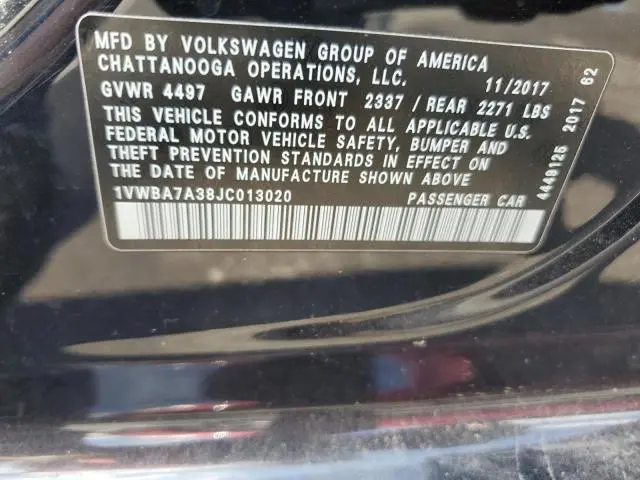 MFD BY VOLKSWAGEN GROUP OF AMERICA
CHATTANOOGA OPERATIONS, LLC. 11/2017
GVWR 4497 GAWR FRONT 2337 / REAR 2271 LBS
THIS VEHICLE CONFORMS TO ALL APPLICABLE U.S.
FEDERAL MOTOR VEHICLE SAFETY, BUMPER AND
THEFT PREVENTION STANDARDS IN EFFECT ON
THE DATE OF MANUFACTURE SHOWN ABOVE
1VWBA7A38JC013020 PASSENGER CAR
4449126 2017 62